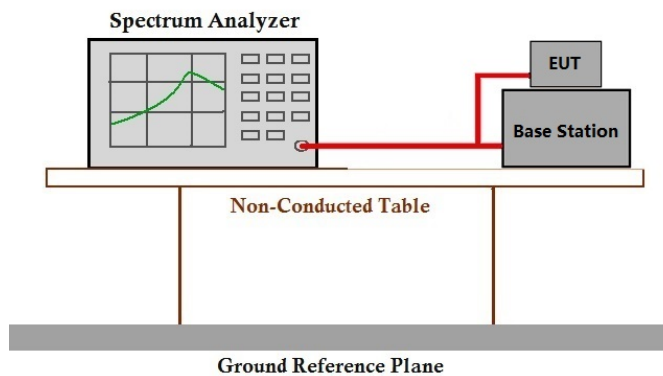 Spectrum Analyzer
EUT
Base Station
Non-Conducted Table
Ground Reference Plane